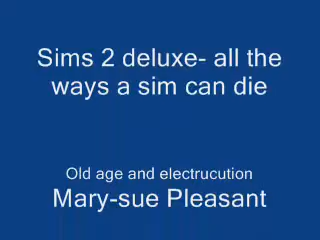 Sims 2 deluxe- all the
ways a sim can die
Old age and electrucution
Mary-sue Pleasant